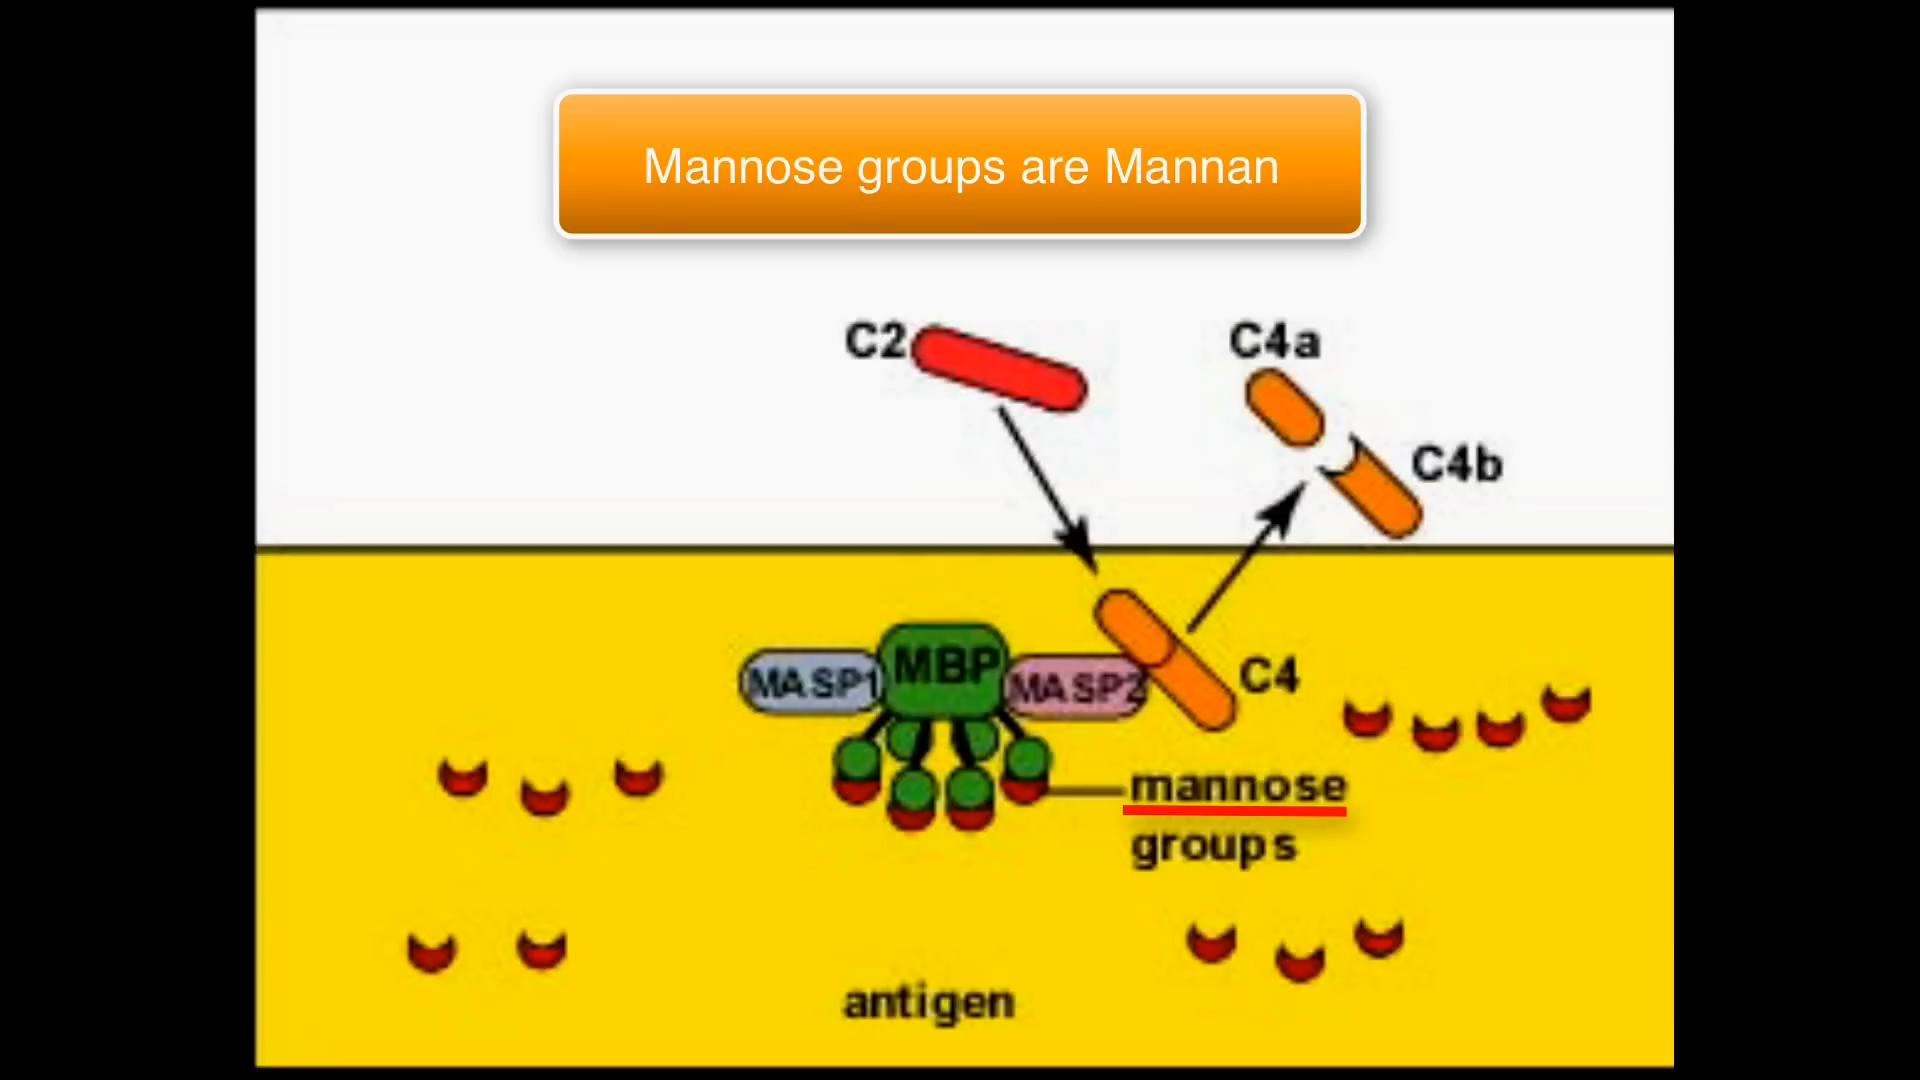 Mannose groups are Mannan
C2
C4a
C4b
MASP1
MBP
MASP2
C4
mannose
groups
antigen